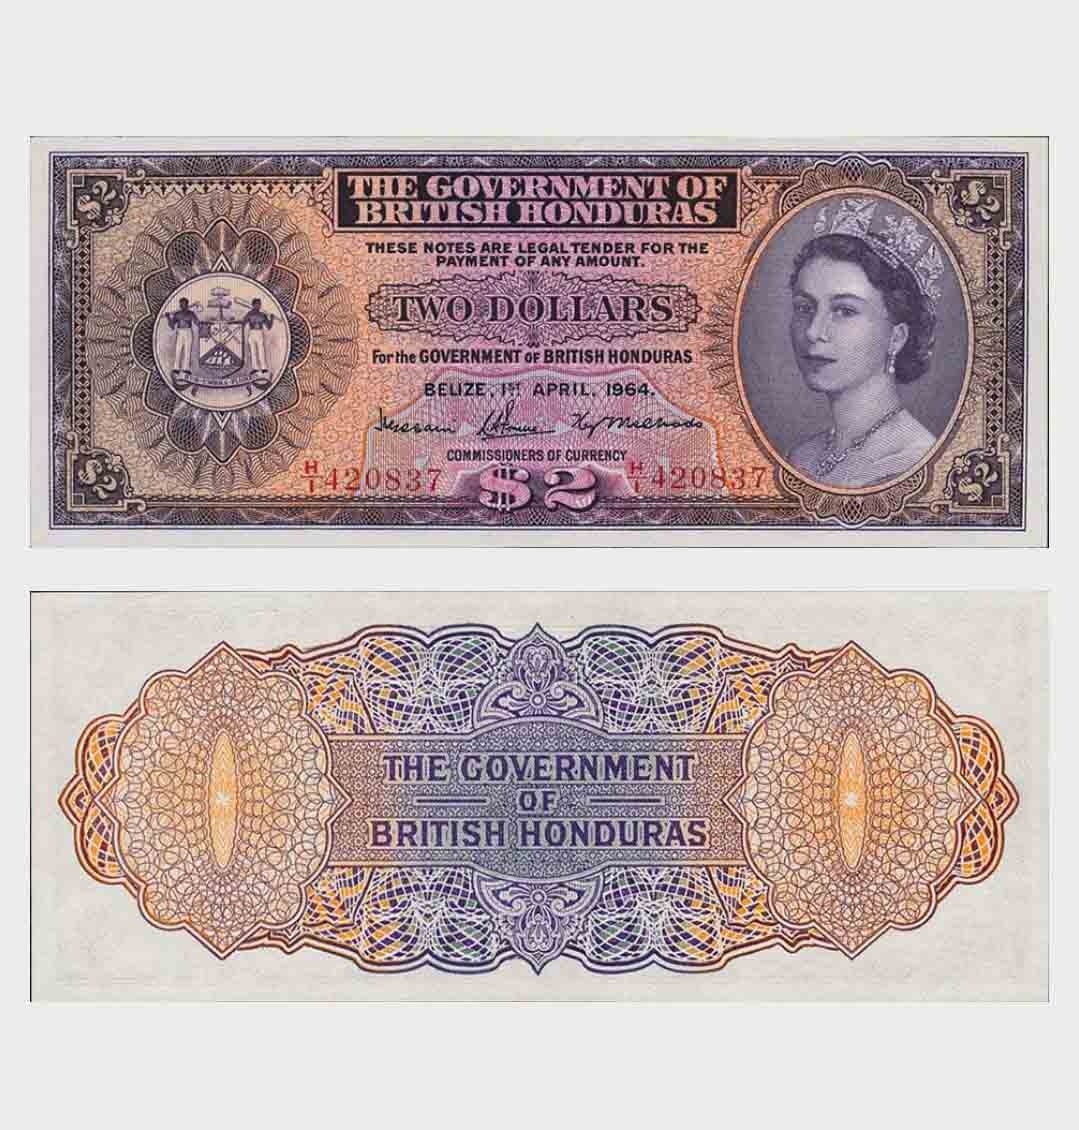 $2
THE GOVERNMENT OF
BRITISH HONDURAS
THESE NOTES ARE LEGAL TENDER FOR THE
PAYMENT OF ANY AMOUNT.
TWO DOLLARS
For the GOVERNMENT of BRITISH HONDURAS
BELIZE, 1ST APRIL, 1964.
COMMISSIONERS OF CURRENCY
H/1 420837 $2 H/1 420837
$2
$2
$2
THE GOVERNMENT
OF
BRITISH HONDURAS